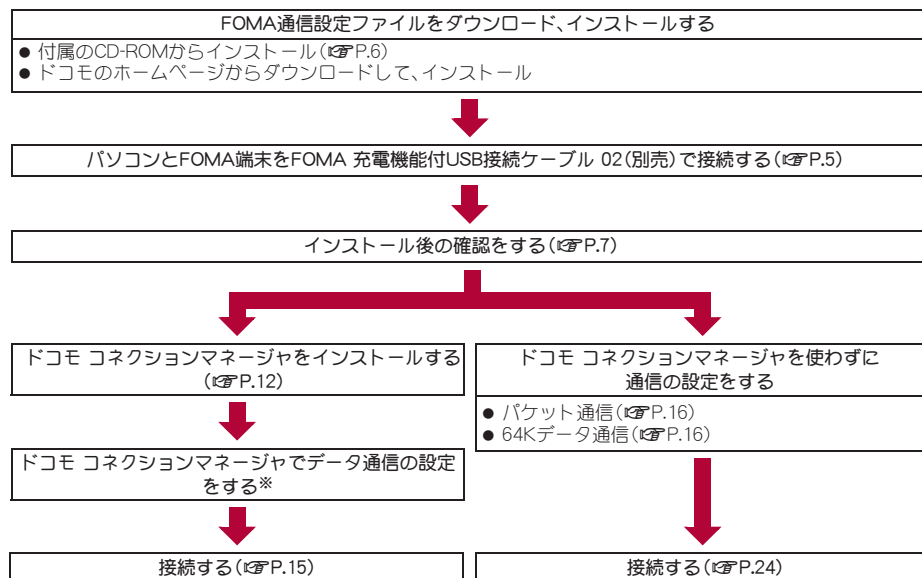 FOMA通信設定ファイルをダウンロード、インストールする
● 付属のCD-ROMからインストール(☞P.6)
● ドコモのホームページからダウンロードして、インストール
パソコンとFOMA端末をFOMA 充電機能付USB接続ケーブル 02(別売)で接続する(☞P.5)
インストール後の確認をする(☞P.7)
ドコモ コネクションマネージャをインストールする
(☞P.12)
ドコモ コネクションマネージャでデータ通信の設定
をする※
接続する(☞P.15)
ドコモ コネクションマネージャを使わずに
通信の設定をする
● パケット通信(☞P.16)
● 64Kデータ通信(☞P.16)
接続する(☞P.24)